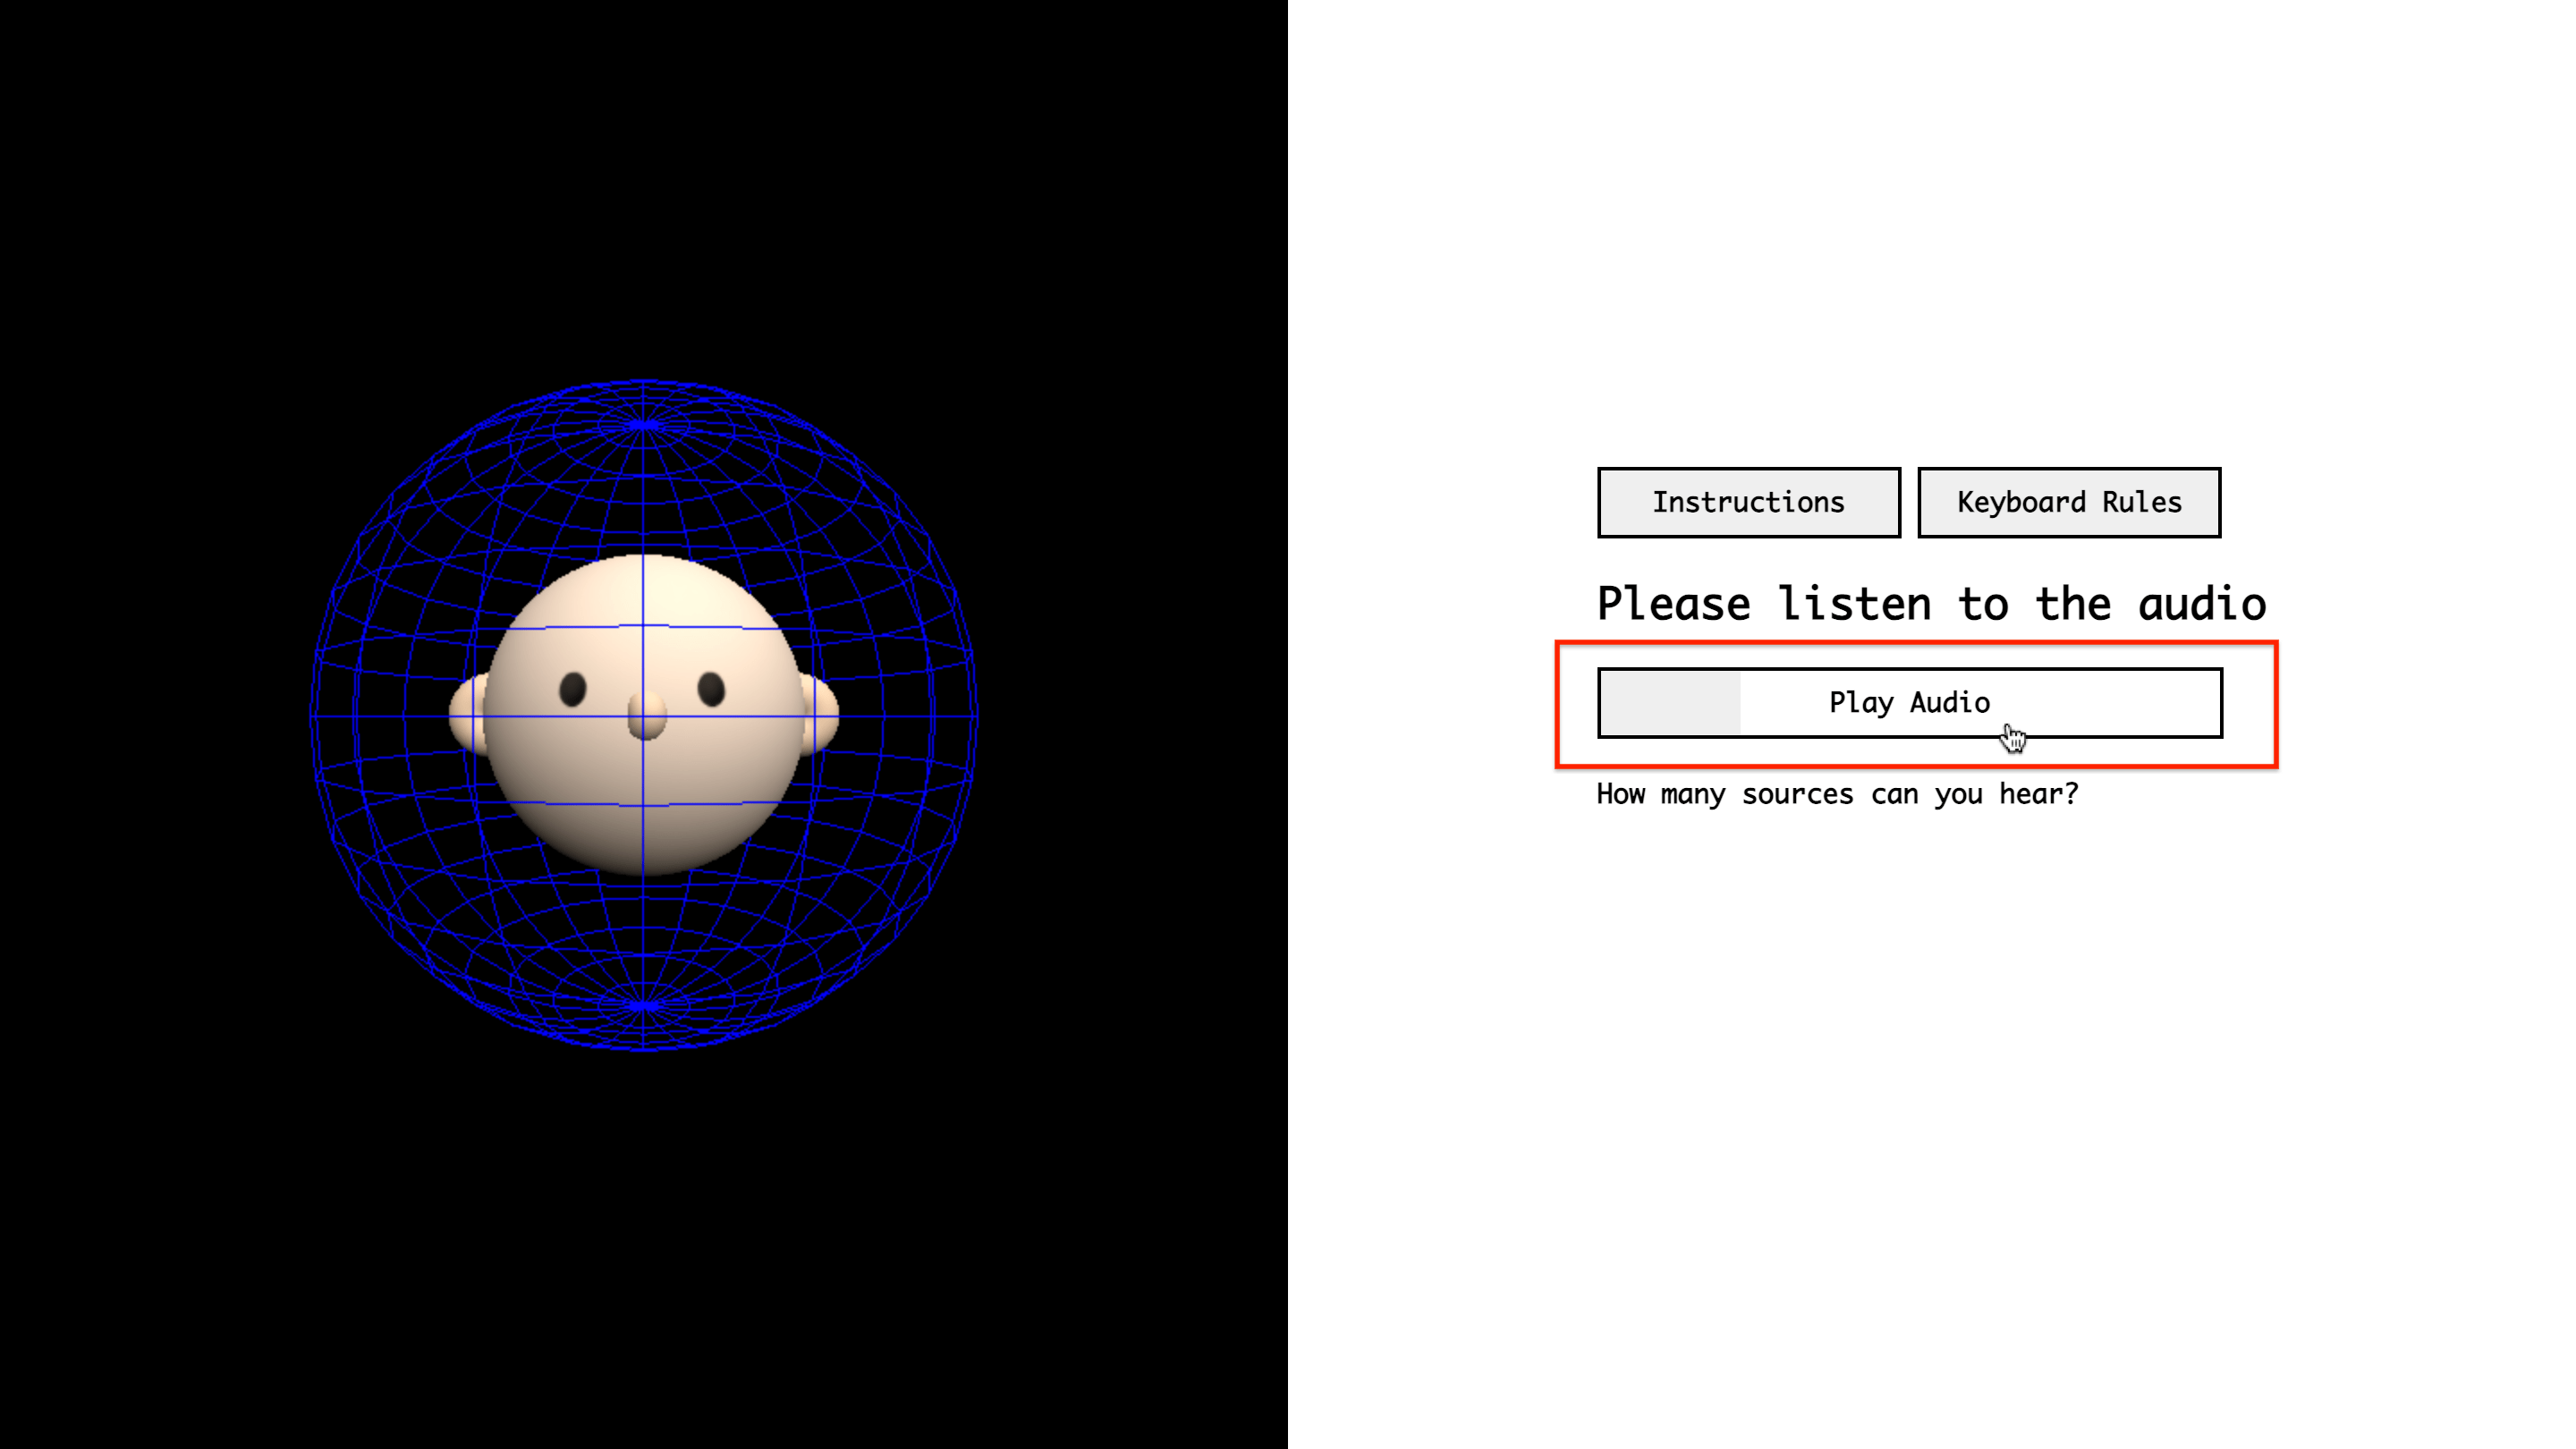 Instructions Keyboard Rules
Please listen to the audio
Play Audio
How many sources can you hear?